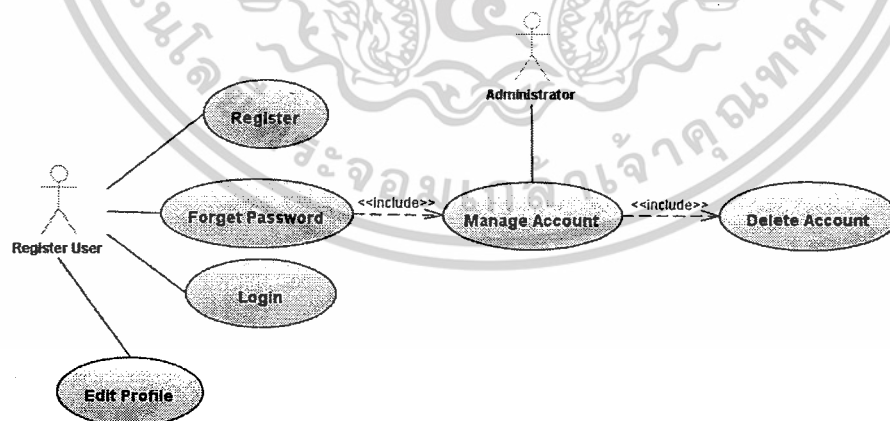 Administrator
Register
Forget Password
<<include>>
Manage Account
<<include>>
Delete Account
Register User
Login
Edit Profile